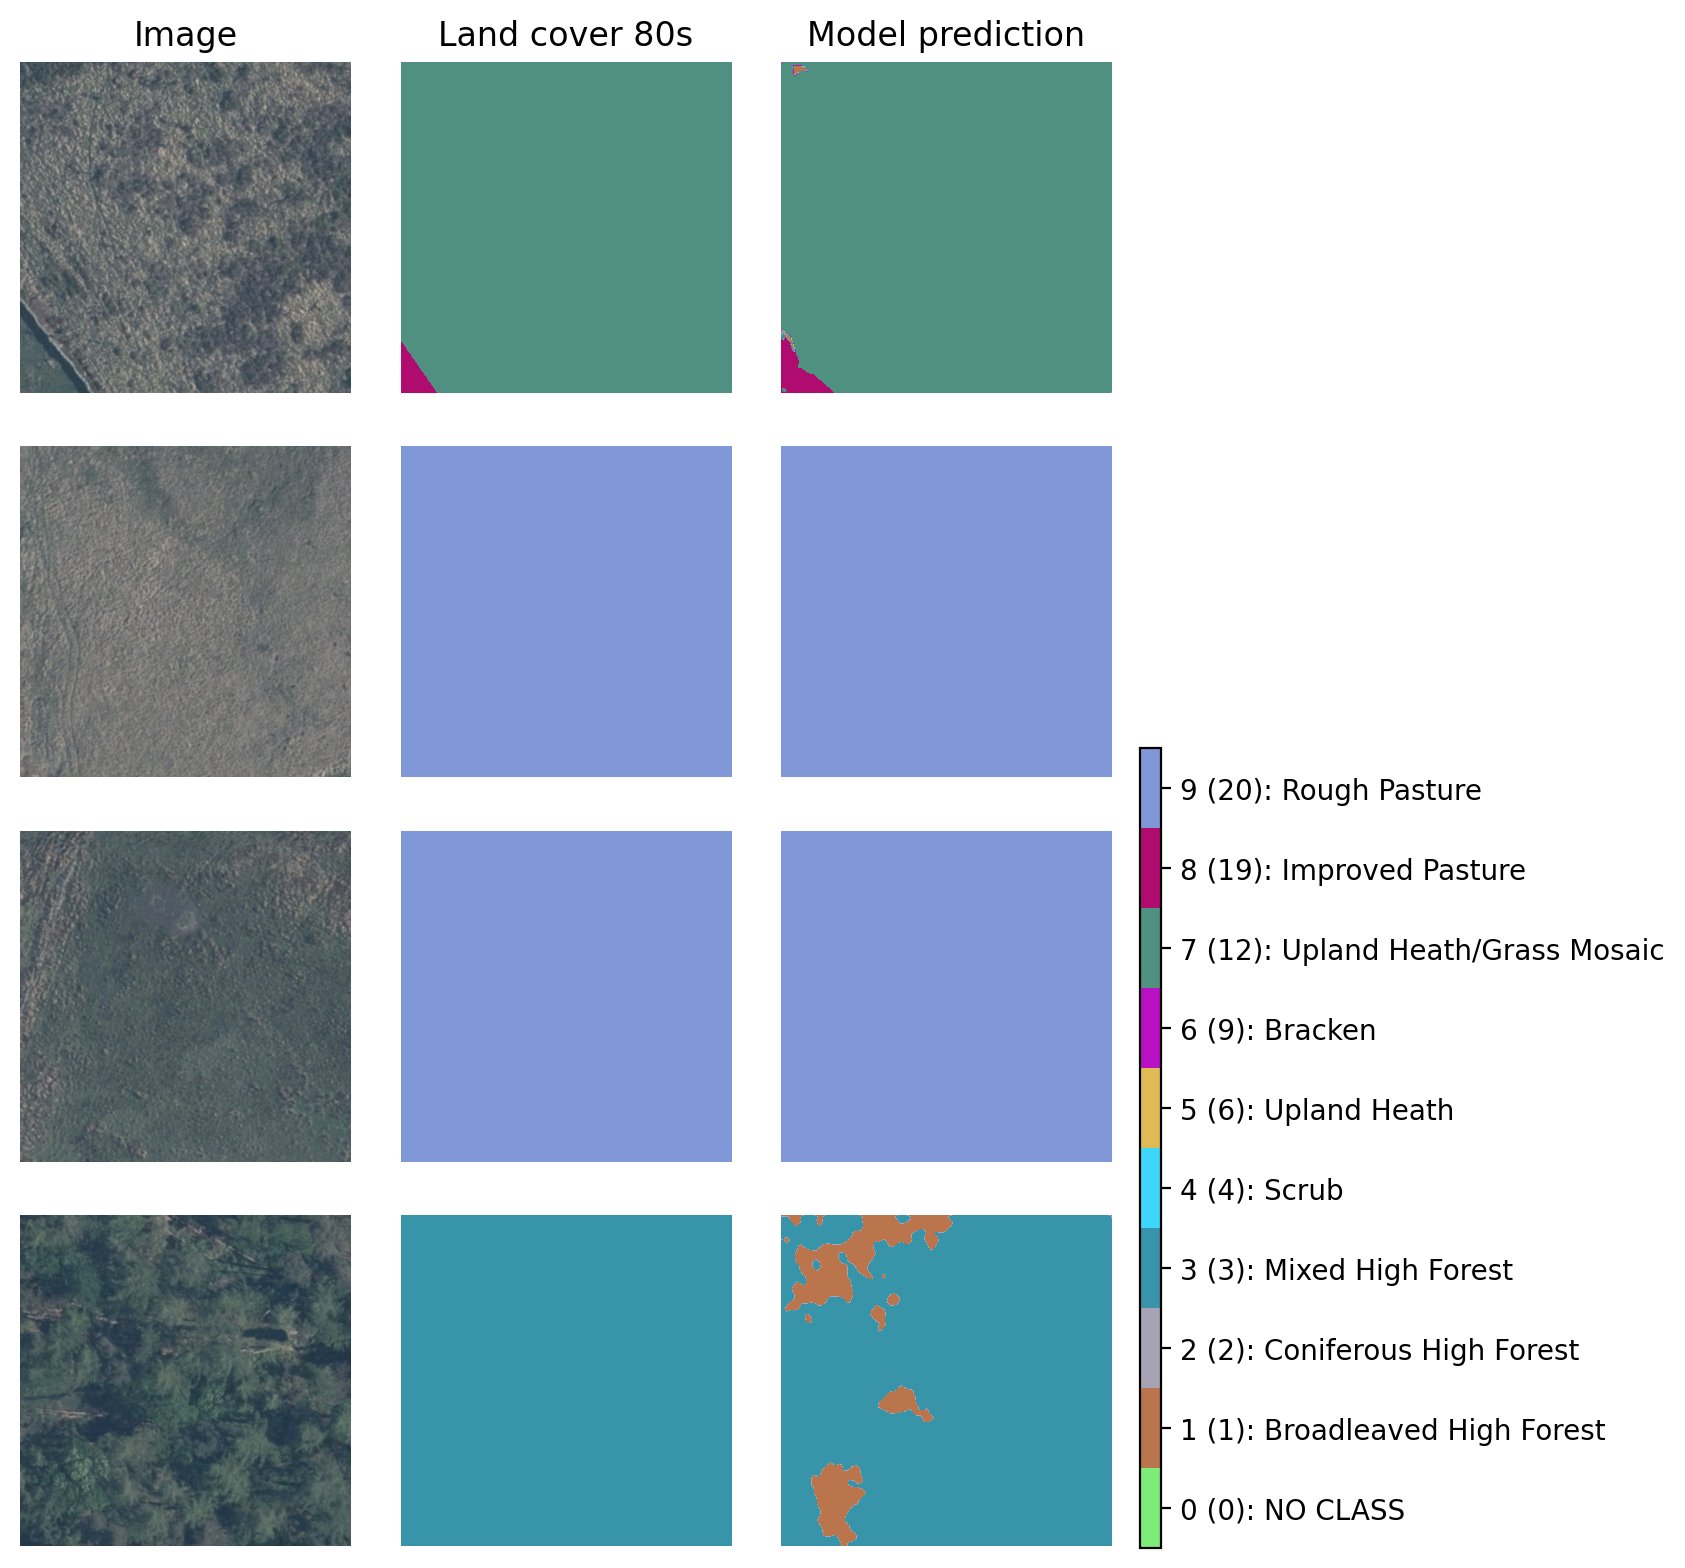 Image
Land cover 80s
Model prediction
9 (20): Rough Pasture
8 (19): Improved Pasture
7 (12): Upland Heath/Grass Mosaic
6 (9): Bracken
5 (6): Upland Heath
4 (4): Scrub
3 (3): Mixed High Forest
2 (2): Coniferous High Forest
1 (1): Broadleaved High Forest
0 (0): NO CLASS